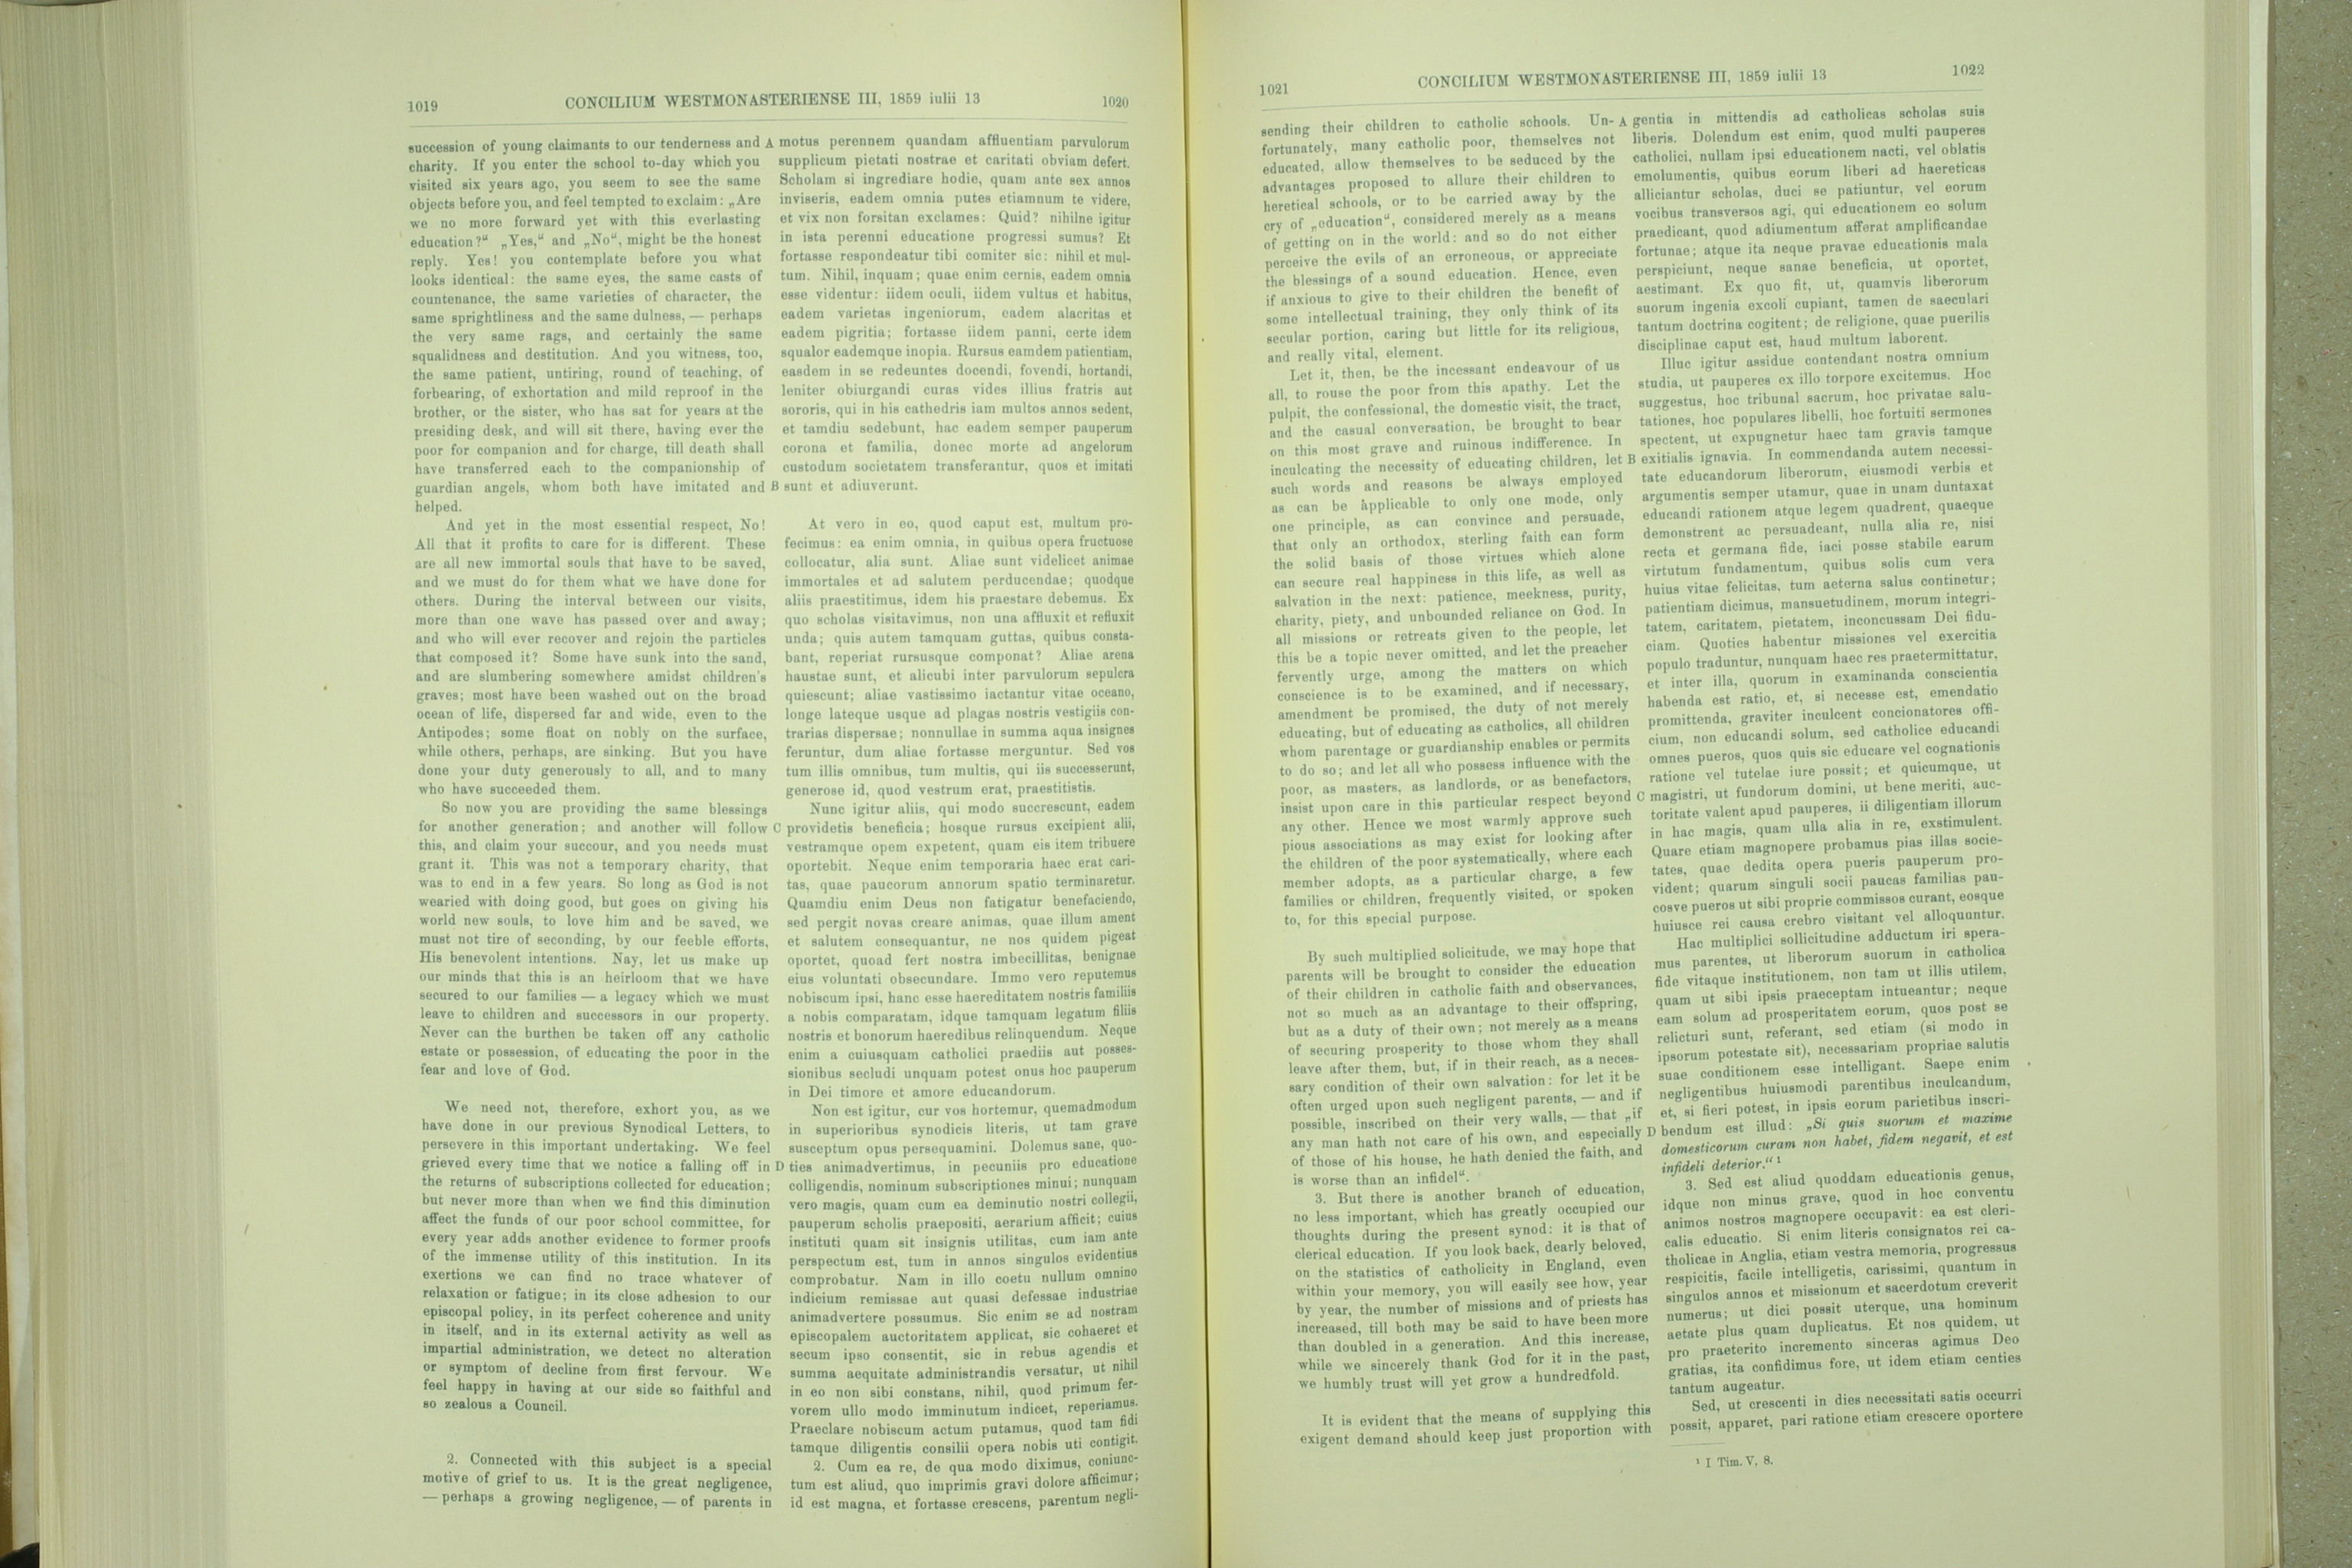 1019
CONCILIUM WESTMONASTERIENSE III, 1859 iulii 13
1020
succession of young claimants to our tenderness and
charity. If you enter the school to-day which you
visited six years ago, you seem to see the same
objects before you, and feel tempted to exclaim: „Are
we no more forward yet with this everlasting
education?“ „Yes,“ and „No“, might be the honest
reply. Yes! you contemplate before you what
looks identical: the same eyes, the same casts of
countenance, the same varieties of character, the
same sprightliness and the same dulness, — perhaps
the very same rags, and certainly the same
squalidness and destitution. And you witness, too,
the same patient, untiring, round of teaching, of
forbearing, of exhortation and mild reproof in the
brother, or the sister, who has sat for years at the
presiding desk, and will sit there, having ever the
poor for companion and for charge, till death shall
have transferred each to the companionship of
guardian angels, whom both have imitated and
helped.
And yet in the most essential respect, No!
All that it profits to care for is different. These
are all new immortal souls that have to be saved,
and we must do for them what we have done for
others. During the interval between our visits,
more than one wave has passed over and away;
and who will ever recover and rejoin the particles
that composed it? Some have sunk into the sand,
and are slumbering somewhere amidst children's
graves; most have been washed out on the broad
ocean of life, dispersed far and wide, even to the
Antipodes; some float on nobly on the surface,
while others, perhaps, are sinking. But you have
done your duty generously to all, and to many
who have succeeded them.
So now you are providing the same blessings
for another generation; and another will follow
this, and claim your succour, and you needs must
grant it. This was not a temporary charity, that
was to end in a few years. So long as God is not
wearied with doing good, but goes on giving his
world new souls, to love him and be saved, we
must not tire of seconding, by our feeble efforts,
His benevolent intentions. Nay, let us make up
our minds that this is an heirloom that we have
secured to our families — a legacy which we must
leave to children and successors in our property.
Never can the burthen be taken off any catholic
estate or possession, of educating the poor in the
fear and love of God.
We need not, therefore, exhort you, as we
have done in our previous Synodical Letters, to
persevere in this important undertaking. We feel
grieved every time that we notice a falling off in
the returns of subscriptions collected for education;
but never more than when we find this diminution
affect the funds of our poor school committee, for
every year adds another evidence to former proofs
of the immense utility of this institution. In its
exertions we can find no trace whatever of
relaxation or fatigue; in its close adhesion to our
episcopal policy, in its perfect coherence and unity
in itself, and in its external activity as well as
impartial administration, we detect no alteration
or symptom of decline from first fervour. We
feel happy in having at our side so faithful and
so zealous a Council.
2. Connected with this subject is a special
motive of grief to us. It is the great negligence,
— perhaps a growing negligence, — of parents in
A
B
C
D
motus perennem quandam affluentiam parvulorum
supplicum pietati nostrae et caritati obviam defert.
Scholam si ingrediare hodie, quam ante sex annos
inviseris, eadem omnia putes etiamnum te videre,
et vix non forsitan exclames: Quid? nihilne igitur
in ista perenni educatione progressi sumus? Et
fortasse respondeatur tibi comiter sic: nihil et mul-
tum. Nihil, inquam; quae enim cernis, eadem omnia
esse videntur: iidem oculi, iidem vultus et habitus,
eadem varietas ingeniorum, eadem alacritas et
eadem pigritia; fortasse iidem panni, certe idem
squalor eademque inopia. Rursus eamdem patientiam,
easdem in se redeuntes docendi, fovendi, hortandi,
leniter obiurgandi curas vides illius fratris aut
sororis, qui in his cathedris iam multos annos sedent,
et tamdiu sedebunt, hac eadem semper pauperum
corona et familia, donec morte ad angelorum
custodum societatem transferantur, quos et imitati
sunt et adiuverunt.
At vero in eo, quod caput est, multum pro-
fecimus: ea enim omnia, in quibus opera fructuose
collocatur, alia sunt. Aliae sunt videlicet animae
immortales et ad salutem perducendae; quodque
aliis praestitimus, idem his praestare debemus. Ex
quo scholas visitavimus, non una affluxit et refluxit
unda; quis autem tamquam guttas, quibus consta-
bant, reperiat rursusque componat? Aliae arena
haustae sunt, et alicubi inter parvulorum sepulcra
quiescunt; aliae vastissimo iactantur vitae oceano,
longe lateque usque ad plagas nostris vestigiis con-
trarias dispersae; nonnullae in summa aqua insignes
feruntur, dum aliae fortasse merguntur. Sed vos
tum illis omnibus, tum multis, qui iis successerunt,
generose id, quod vestrum erat, praestitistis.
Nunc igitur aliis, qui modo succrescunt, eadem
providetis beneficia; hosque rursus excipient alii,
vestramque opem expetent, quam eis item tribuere
oportebit. Neque enim temporaria haec erat cari-
tas, quae paucorum annorum spatio terminaretur.
Quamdiu enim Deus non fatigatur benefaciendo,
sed pergit novas creare animas, quae illum ament
et salutem consequantur, ne nos quidem pigeat
oportet, quoad fert nostra imbecillitas, benignae
eius voluntati obsecundare. Immo vero reputemus
nobiscum ipsi, hanc esse haereditatem nostris familiis
a nobis comparatam, idque tamquam legatum filiis
nostris et bonorum haeredibus relinquendum. Neque
enim a cuiusquam catholici praediis aut posses-
sionibus secludi unquam potest onus hoc pauperum
in Dei timore et amore educandorum.
Non est igitur, cur vos hortemur, quemadmodum
in superioribus synodicis literis, ut tam grave
susceptum opus persequamini. Dolemus sane, quo-
ties animadvertimus, in pecuniis pro educatione
colligendis, nominum subscriptiones minui; nunquam
vero magis, quam cum ea deminutio nostri collegii,
pauperum scholis praepositi, aerarium afficit; cuius
instituti quam sit insignis utilitas, cum iam ante
perspectum est, tum in annos singulos evidentius
comprobatur. Nam in illo coetu nullum omnino
indicium remissae aut quasi defessae industriae
animadvertere possumus. Sic enim se ad nostram
episcopalem auctoritatem applicat, sic cohaeret et
secum ipso consentit, sic in rebus agendis et
summa aequitate administrandis versatur, ut nihil
in eo non sibi constans, nihil, quod primum fer-
vorem ullo modo imminutum indicet, reperiamus.
Praeclare nobiscum actum putamus, quod tam fidi
tamque diligentis consilii opera nobis uti contigit.
2. Cum ea re, de qua modo diximus, coniunc-
tum est aliud, quo imprimis gravi dolore afficimur;
id est magna, et fortasse crescens, parentum negli-
1021
CONCILIUM WESTMONASTERIENSE III, 1859 iulii 13
1022
sending their children to catholic schools. Un-
fortunately, many catholic poor, themselves not
educated, allow themselves to be seduced by the
advantages proposed to allure their children to
heretical schools, or to be carried away by the
cry of „education“, considered merely as a means
of getting on in the world: and so do not either
perceive the evils of an erroneous, or appreciate
the blessings of a sound education. Hence, even
if anxious to give to their children the benefit of
some intellectual training, they only think of its
secular portion, caring but little for its religious,
and really vital, element.
Let it, then, be the incessant endeavour of us
all, to rouse the poor from this apathy. Let the
pulpit, the confessional, the domestic visit, the tract,
and the casual conversation, be brought to bear
on this most grave and ruinous indifference. In
inculcating the necessity of educating children, let
such words and reasons be always employed
as can be applicable to only one mode, only
one principle, as can convince and persuade,
that only an orthodox, sterling faith can form
the solid basis of those virtues which alone
can secure real happiness in this life, as well as
salvation in the next: patience, meekness, purity,
charity, piety, and unbounded reliance on God. In
all missions or retreats given to the people, let
this be a topic never omitted, and let the preacher
fervently urge, among the matters on which
conscience is to be examined, and if necessary,
amendment be promised, the duty of not merely
educating, but of educating as catholics, all children
whom parentage or guardianship enables or permits
to do so; and let all who possess influence with the
poor, as masters, as landlords, or as benefactors,
insist upon care in this particular respect beyond
any other. Hence we most warmly approve such
pious associations as may exist for looking after
the children of the poor systematically, where each
member adopts, as a particular charge, a few
families or children, frequently visited, or spoken
to, for this special purpose.
By such multiplied solicitude, we may hope that
parents will be brought to consider the education
of their children in catholic faith and observances,
not so much as an advantage to their offspring,
but as a duty of their own; not merely as a means
of securing prosperity to those whom they shall
leave after them, but, if in their reach, as a neces-
sary condition of their own salvation: for let it be
often urged upon such negligent parents, — and if
possible, inscribed on their very walls, — that „if
any man hath not care of his own, and especially
of those of his house, he hath denied the faith, and
is worse than an infidel“.
3. But there is another branch of education,
no less important, which has greatly occupied our
thoughts during the present synod: it is that of
clerical education. If you look back, dearly beloved,
on the statistics of catholicity in England, even
within your memory, you will easily see how, year
by year, the number of missions and of priests has
increased, till both may be said to have been more
than doubled in a generation. And this increase,
while we sincerely thank God for it in the past,
we humbly trust will yet grow a hundredfold.
It is evident that the means of supplying this
exigent demand should keep just proportion with
A
B
C
D
gentia in mittendis ad catholicas scholas suis
liberis. Dolendum est enim, quod multi pauperes
catholici, nullam ipsi educationem nacti, vel oblatis
emolumentis, quibus eorum liberi ad haereticas
alliciantur scholas, duci se patiuntur, vel eorum
vocibus transversos agi, qui educationem eo solum
praedicant, quod adiumentum afferat amplificandae
fortunae; atque ita neque pravae educationis mala
perspiciunt, neque sanae beneficia, ut oportet,
aestimant. Ex quo fit, ut, quamvis liberorum
suorum ingenia excoli cupiant, tamen de saeculari
tantum doctrina cogitent; de religione, quae puerilis
disciplinae caput est, haud multum laborent.
Illuc igitur assidue contendant nostra omnium
studia, ut pauperes ex illo torpore excitemus. Hoc
suggestus, hoc tribunal sacrum, hoc privatae salu-
tationes, hoc populares libelli, hoc fortuiti sermones
spectent, ut expugnetur haec tam gravis tamque
exitialis ignavia. In commendanda autem necessi-
tate educandorum liberorum, eiusmodi verbis et
argumentis semper utamur, quae in unam duntaxat
educandi rationem atque legem quadrent, quaeque
demonstrent ac persuadeant, nulla alia re, nisi
recta et germana fide, iaci posse stabile earum
virtutum fundamentum, quibus solis cum vera
huius vitae felicitas, tum aeterna salus continetur;
patientiam dicimus, mansuetudinem, morum integri-
tatem, caritatem, pietatem, inconcussam Dei fidu-
ciam. Quoties habentur missiones vel exercitia
populo traduntur, nunquam haec res praetermittatur,
et inter illa, quorum in examinanda conscientia
habenda est ratio, et, si necesse est, emendatio
promittenda, graviter inculcent concionatores offi-
cium, non educandi solum, sed catholice educandi
omnes pueros, quos quis sic educare vel cognationis
ratione vel tutelae iure possit; et quicumque, ut
magistri, ut fundorum domini, ut bene meriti, auc-
toritate valent apud pauperes, ii diligentiam illorum
in hac magis, quam ulla alia in re, exstimulent.
Quare etiam magnopere probamus pias illas socie-
tates, quae dedita opera pueris pauperum pro-
vident; quarum singuli socii paucas familias pau-
cosve pueros ut sibi proprie commissos curant, eosque
huiusce rei causa crebro visitant vel alloquuntur.
Hac multiplici sollicitudine adductum iri spera-
mus parentes, ut liberorum suorum in catholica
fide vitaque institutionem, non tam ut illis utilem,
quam ut sibi ipsis praeceptam intueantur; neque
eam solum ad prosperitatem eorum, quos post se
relicturi sunt, referant, sed etiam (si modo in
ipsorum potestate sit), necessariam propriae salutis
suae conditionem esse intelligant. Saepe enim
negligentibus huiusmodi parentibus inculcandum,
et, si fieri potest, in ipsis eorum parietibus inscri-
bendum est illud: „Si quis suorum et maxime
domesticorum curam non habet, fidem negavit, et est
infideli deterior.“ ¹
3. Sed est aliud quoddam educationis genus,
idque non minus grave, quod in hoc conventu
animos nostros magnopere occupavit: ea est cleri-
calis educatio. Si enim literis consignatos rei ca-
tholicae in Anglia, etiam vestra memoria, progressus
respicitis, facile intelligetis, carissimi, quantum in
singulos annos et missionum et sacerdotum creverit
numerus; ut dici possit uterque, una hominum
aetate plus quam duplicatus. Et nos quidem, ut
pro praeterito incremento sinceras agimus Deo
gratias, ita confidimus fore, ut idem etiam centies
tantum augeatur.
Sed, ut crescenti in dies necessitati satis occurri
possit, apparet, pari ratione etiam crescere oportere
¹ I Tim. V, 8.